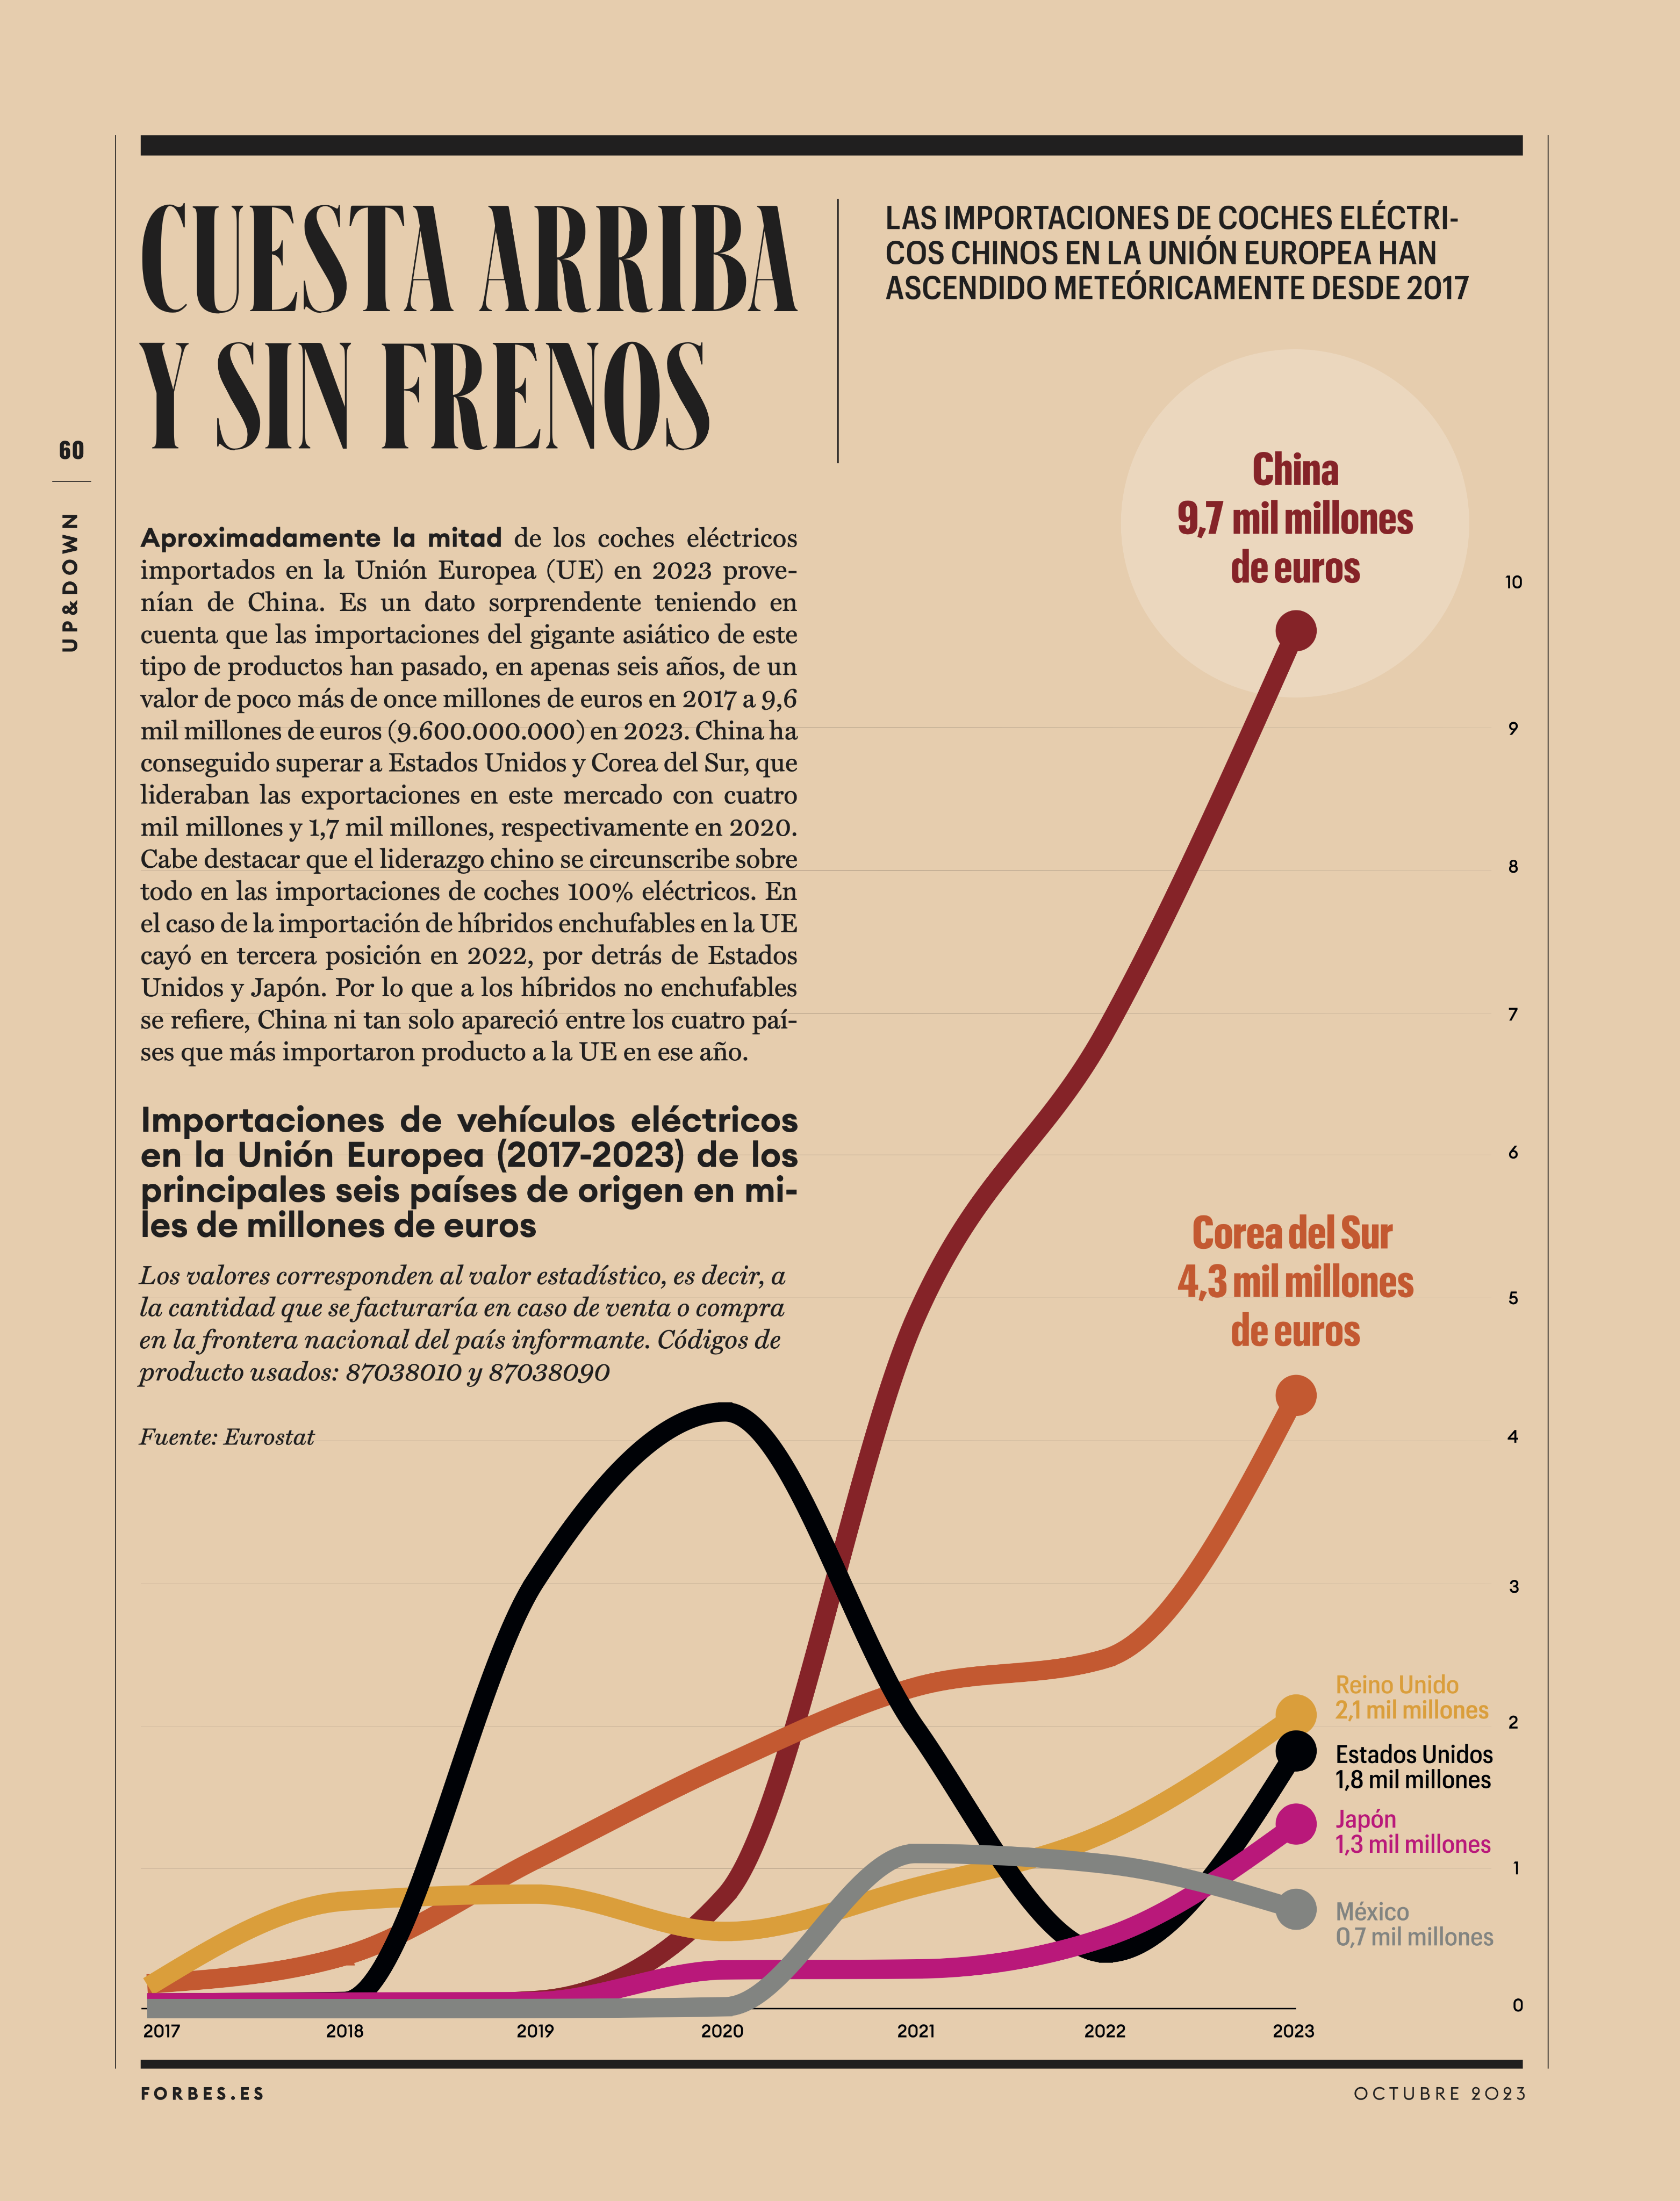 CUESTA ARRIBA
Y SIN FRENOS
LAS IMPORTACIONES DE COCHES ELÉCTRI-
COS CHINOS EN LA UNIÓN EUROPEA HAN
ASCENDIDO METEÓRICAMENTE DESDE 2017
60
UP&DOWN
Aproximadamente la mitad de los coches eléctricos
importados en la Unión Europea (UE) en 2023 prove-
nían de China. Es un dato sorprendente teniendo en
cuenta que las importaciones del gigante asiático de este
tipo de productos han pasado, en apenas seis años, de un
valor de poco más de once millones de euros en 2017 a 9,6
mil millones de euros (9.600.000.000) en 2023. China ha
conseguido superar a Estados Unidos y Corea del Sur, que
lideraban las exportaciones en este mercado con cuatro
mil millones y 1,7 mil millones, respectivamente en 2020.
Cabe destacar que el liderazgo chino se circunscribe sobre
todo en las importaciones de coches 100% eléctricos. En
el caso de la importación de híbridos enchufables en la UE
cayó en tercera posición en 2022, por detrás de Estados
Unidos y Japón. Por lo que a los híbridos no enchufables
se refiere, China ni tan solo apareció entre los cuatro paí-
ses que más importaron producto a la UE en ese año.
Importaciones de vehículos eléctricos
en la Unión Europea (2017-2023) de los
principales seis países de origen en mi-
les de millones de euros
Los valores corresponden al valor estadístico, es decir, a
la cantidad que se facturaría en caso de venta o compra
en la frontera nacional del país informante. Códigos de
producto usados: 87038010 y 87038090
Fuente: Eurostat
China
9,7 mil millones
de euros
Corea del Sur
4,3 mil millones
de euros
Reino Unido
2,1 mil millones
Estados Unidos
1,8 mil millones
Japón
1,3 mil millones
México
0,7 mil millones
10
9
8
7
6
5
4
3
2
1
0
2017
2018
2019
2020
2021
2022
2023
FORBES.ES
OCTUBRE 2023